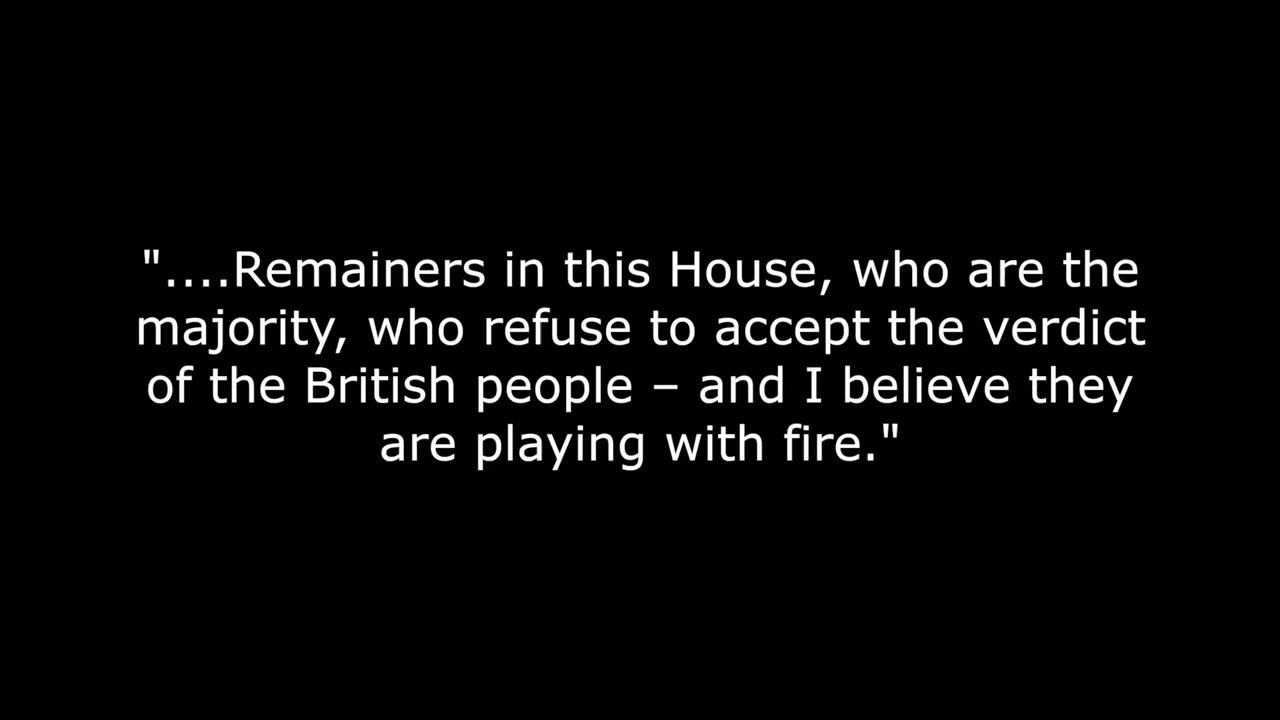 "....Remainers in this House, who are the
majority, who refuse to accept the verdict
of the British people – and I believe they
are playing with fire."